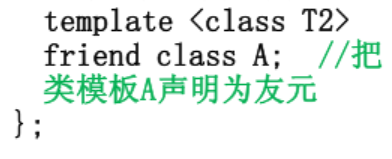 template <class T2>
friend class A; //把
类模板A声明为友元
};